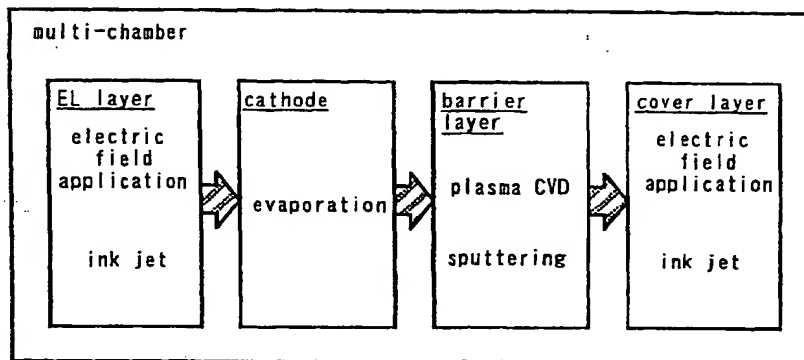 multi-chamber
EL layer
electric
field
application
ink jet
cathode
evaporation
barrier
layer
plasma CVD
sputtering
cover layer
electric
field
application
ink jet